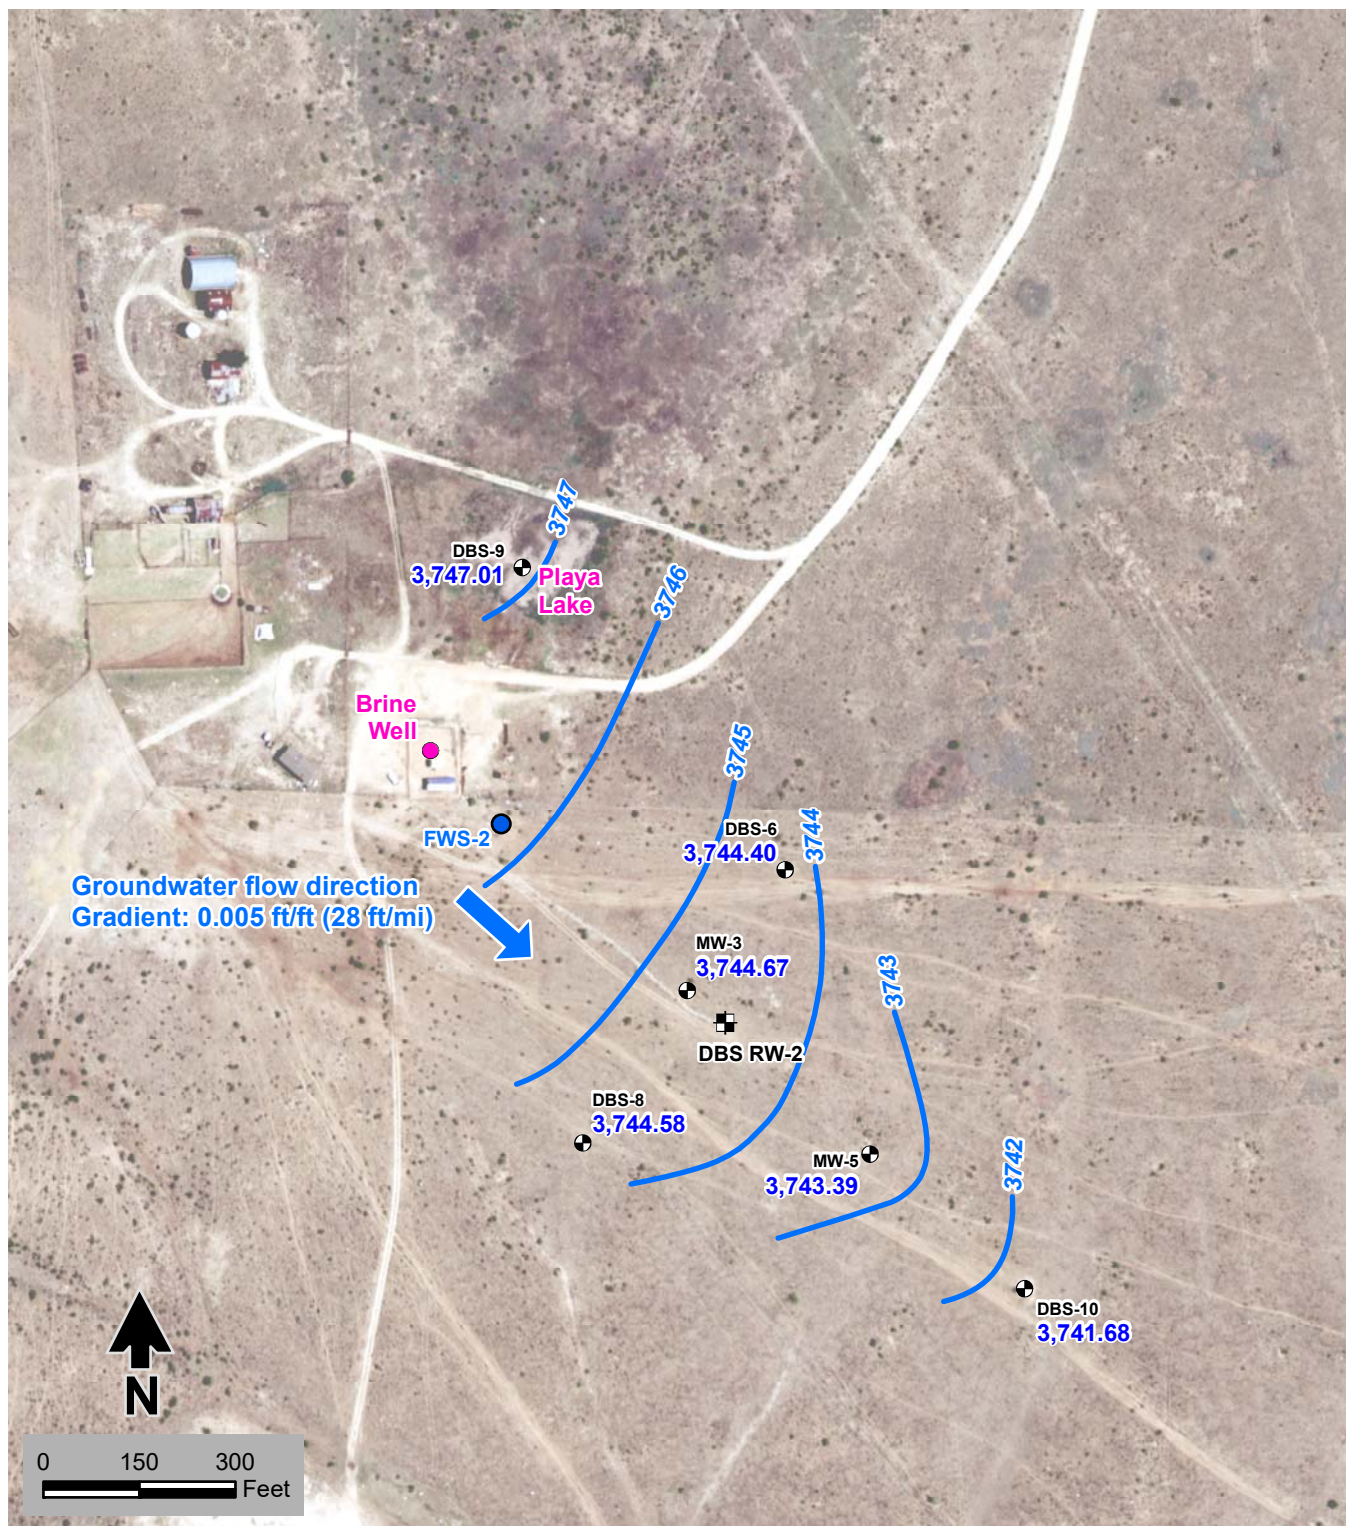 3747
DBS-9
3,747.01
Playa
Lake
3746
Brine
Well
3745
FWS-2
DBS-6
3,744.40
3744
Groundwater flow direction
Gradient: 0.005 ft/ft (28 ft/mi)
MW-3
3,744.67
3743
DBS RW-2
DBS-8
3,744.58
MW-5
3,743.39
3742
DBS-10
3,741.68
N
0 150 300
Feet